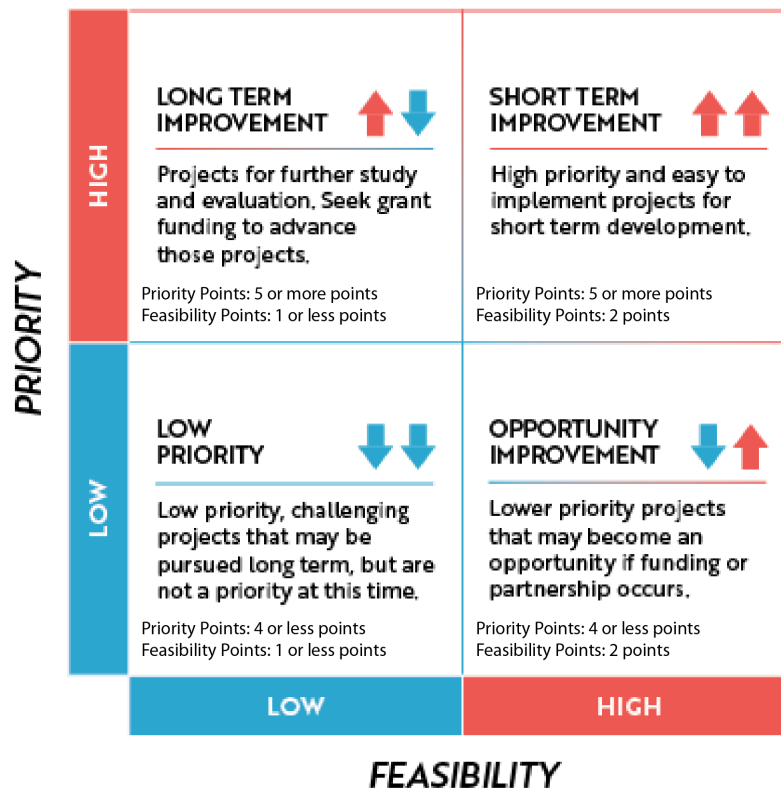 PRIORITY
HIGH
LONG TERM
IMPROVEMENT
Projects for further study
and evaluation. Seek grant
funding to advance
those projects.
Priority Points: 5 or more points
Feasibility Points: 1 or less points
SHORT TERM
IMPROVEMENT
High priority and easy to
implement projects for
short term development.
Priority Points: 5 or more points
Feasibility Points: 2 points
LOW
LOW
PRIORITY
Low priority, challenging
projects that may be
pursued long term, but are
not a priority at this time.
Priority Points: 4 or less points
Feasibility Points: 1 or less points
OPPORTUNITY
IMPROVEMENT
Lower priority projects
that may become an
opportunity if funding or
partnership occurs.
Priority Points: 4 or less points
Feasibility Points: 2 points
LOW
HIGH
FEASIBILITY